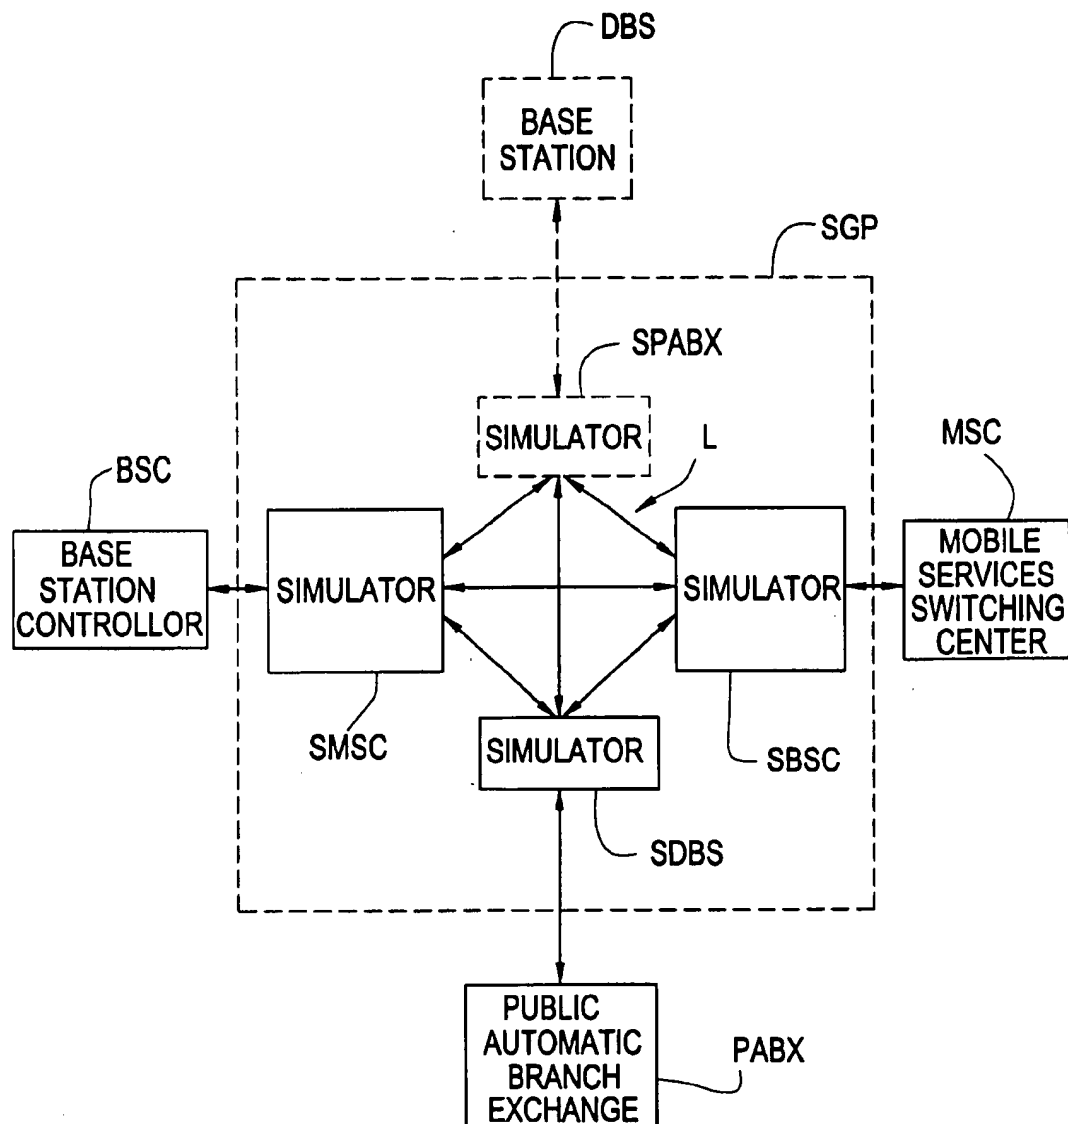 DBS
BASE
STATION
SGP
SPABX
SIMULATOR
L
MSC
BSC
BASE
STATION
CONTROLLOR
SIMULATOR
SIMULATOR
MOBILE
SERVICES
SWITCHING
CENTER
SMSC
SIMULATOR
SBSC
SDBS
PUBLIC
AUTOMATIC
BRANCH
EXCHANGE
PABX